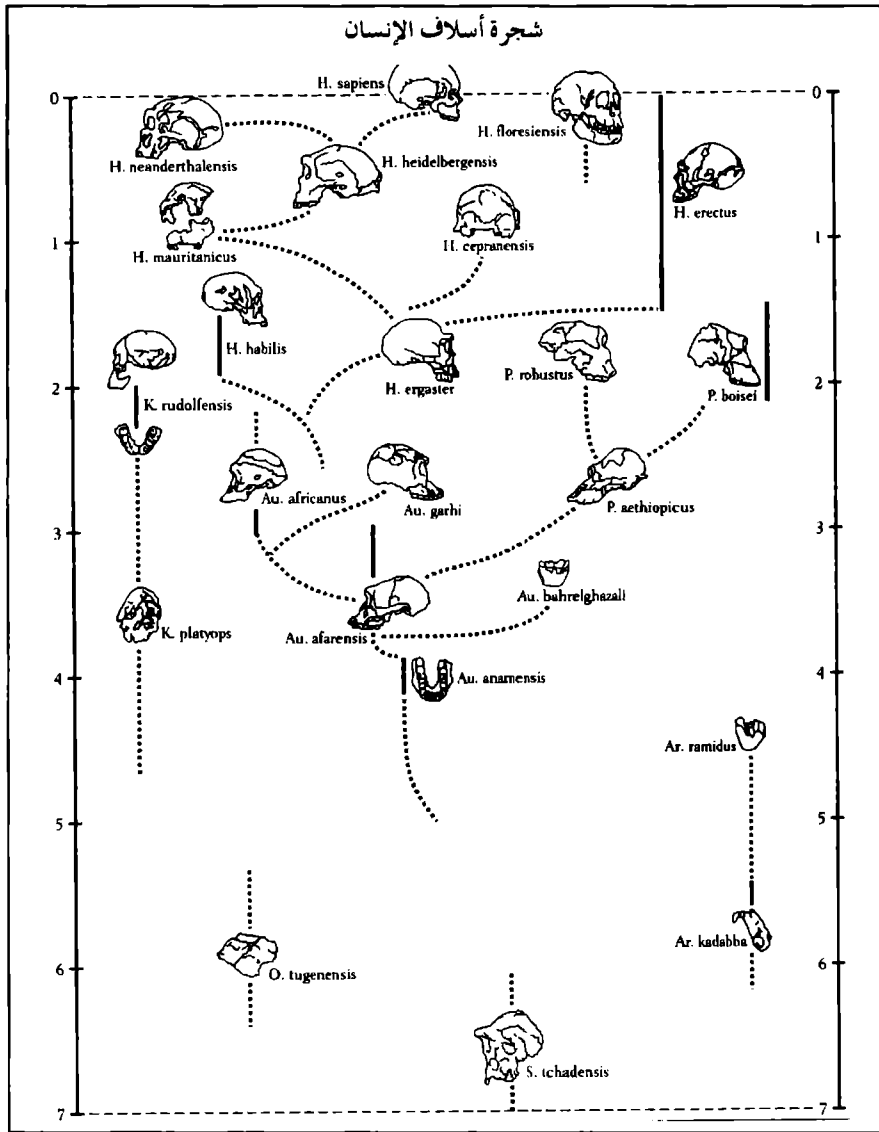 شجرة أسلاف الإنسان
H. sapiens
0
0
H. floresiensis
H. neanderthalensis
H. heidelbergensis
H. erectus
1
H. mauritanicus
H. cepranensis
1
H. habilis
2
K. rudolfensis
H. ergaster
P. robustus
P. boisei
2
Au. africanus
Au. garhi
P. aethiopicus
3
3
Au. bahrelghazali
K. platyops
Au. afarensis
4
Au. anamensis
4
Ar. ramidus
5
5
Ar. kadabba
6
O. tugenensis
6
S. tchadensis
7
7